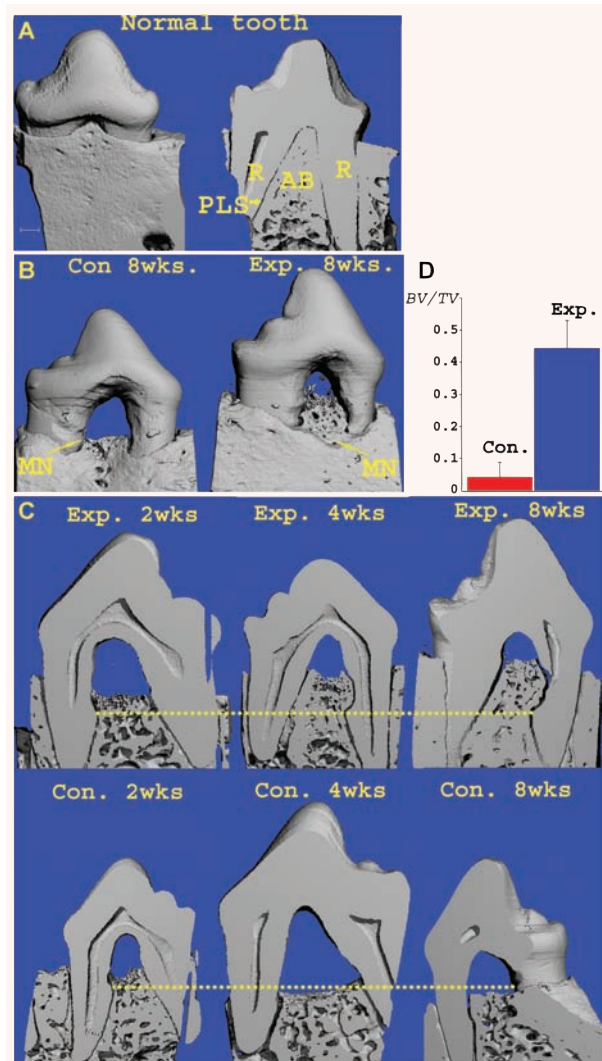 A
Normal tooth
R
AB
R
PLS
B
Con 8wks.
Exp. 8wks.
MN
MN
D
BV/TV
Exp.
0.5
0.4
0.3
0.2
Con.
0.1
0
C
Exp. 2wks
Exp. 4wks
Exp. 8wks
Con. 2wks
Con. 4wks
Con. 8wks